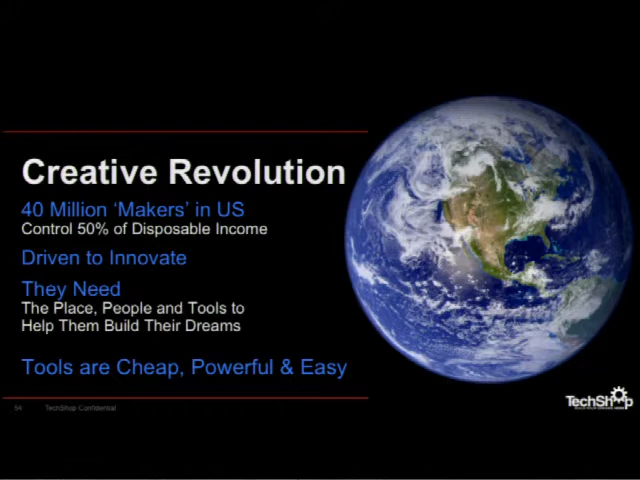 Creative Revolution
40 Million ‘Makers’ in US
Control 50% of Disposable Income
Driven to Innovate
They Need
The Place, People and Tools to
Help Them Build Their Dreams
Tools are Cheap, Powerful & Easy
TechShop
54 TechShop Confidential